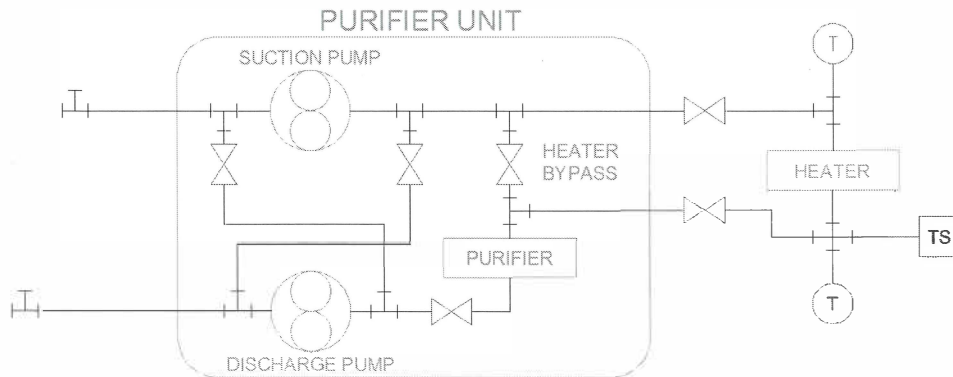 PURIFIER UNIT
SUCTION PUMP
T
HEATER
BYPASS
HEATER
PURIFIER
TS
T
DISCHARGE PUMP